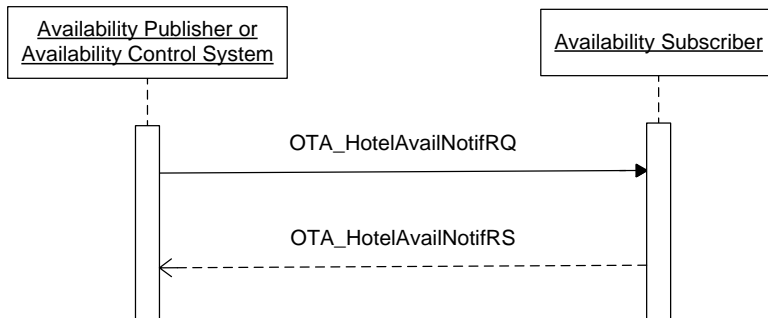 Availability Publisher or
Availability Control System
Availability Subscriber
OTA_HotelAvailNotifRQ
OTA_HotelAvailNotifRS